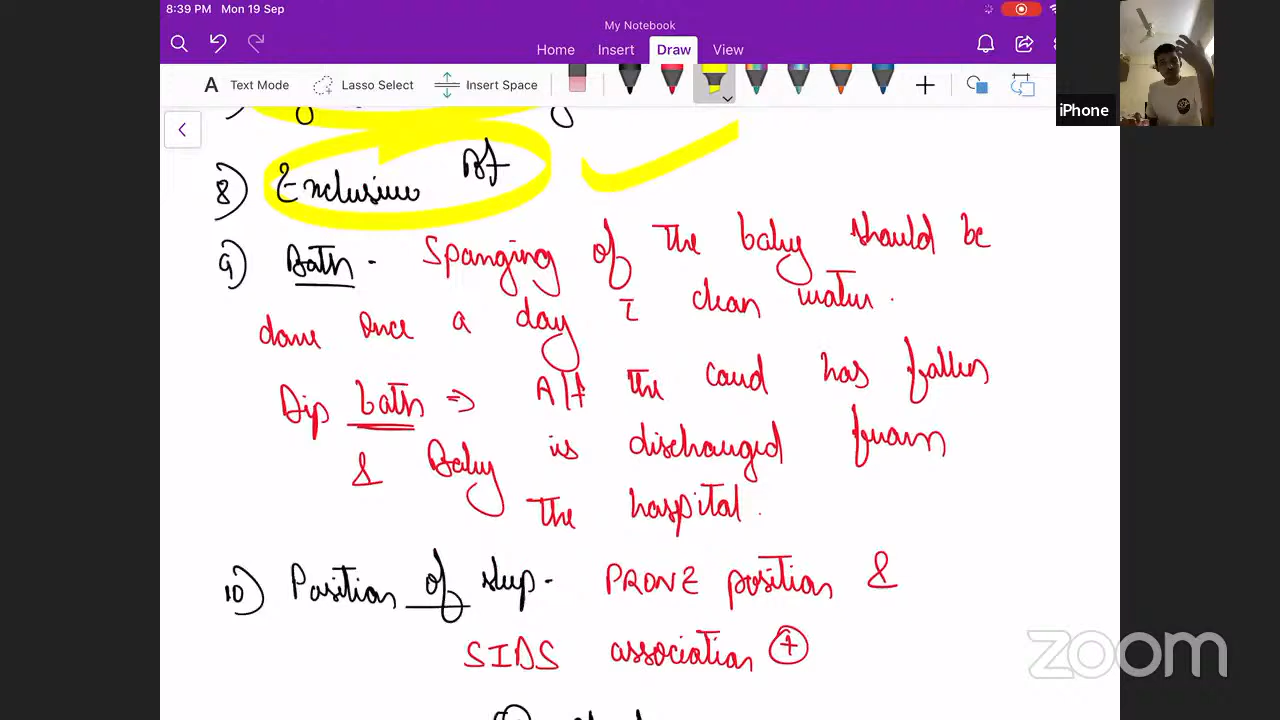 8:39 PM Mon 19 Sep
My Notebook
Home Insert Draw View
Text Mode Lasso Select Insert Space
iPhone
8) Exclusive Bf
9) Bath - Spanging of the baby should be
done once a day c clean water.
Dip bath => A/f the cord has fallen
& Baby is discharged from
the hospital.
10) Position of sleep - PRONE position &
SIDS association +
zoom